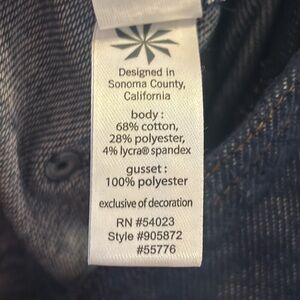 Designed in
Sonoma County,
California
body :
68% cotton,
28% polyester,
4% lycra® spandex
gusset :
100% polyester
exclusive of decoration
RN #54023
Style #905872
#55776